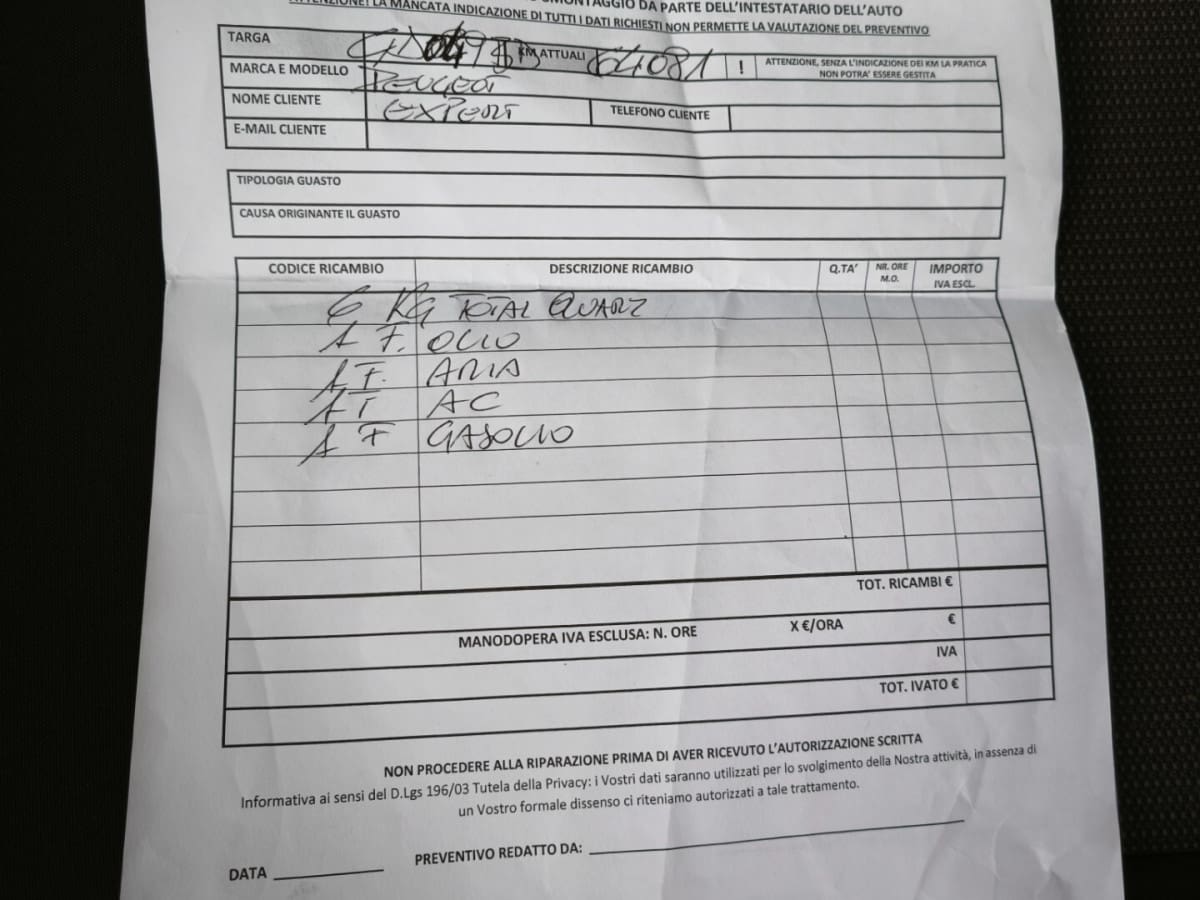 SMONTAGGIO DA PARTE DELL'INTESTATARIO DELL'AUTO
ATTENZIONE! LA MANCATA INDICAZIONE DI TUTTI I DATI RICHIESTI NON PERMETTE LA VALUTAZIONE DEL PREVENTIVO
TARGA KM ATTUALI 64081 ! ATTENZIONE, SENZA L'INDICAZIONE DEI KM LA PRATICA
NON POTRA' ESSERE GESTITA
MARCA E MODELLO PEUGEOT
NOME CLIENTE EXPERT TELEFONO CLIENTE
E-MAIL CLIENTE
TIPOLOGIA GUASTO
CAUSA ORIGINANTE IL GUASTO
CODICE RICAMBIO DESCRIZIONE RICAMBIO Q.TA' NR. ORE M.O. IMPORTO IVA ESCL.
6 KG TOTAL QUARZ
1 F. OLIO
1 F. ARIA
1 F AC
1 F GASOLIO
TOT. RICAMBI €
MANODOPERA IVA ESCLUSA: N. ORE X €/ORA €
IVA
TOT. IVATO €
NON PROCEDERE ALLA RIPARAZIONE PRIMA DI AVER RICEVUTO L'AUTORIZZAZIONE SCRITTA
Informativa ai sensi del D.Lgs 196/03 Tutela della Privacy: i Vostri dati saranno utilizzati per lo svolgimento della Nostra attività, in assenza di
un Vostro formale dissenso ci riteniamo autorizzati a tale trattamento.
DATA PREVENTIVO REDATTO DA: